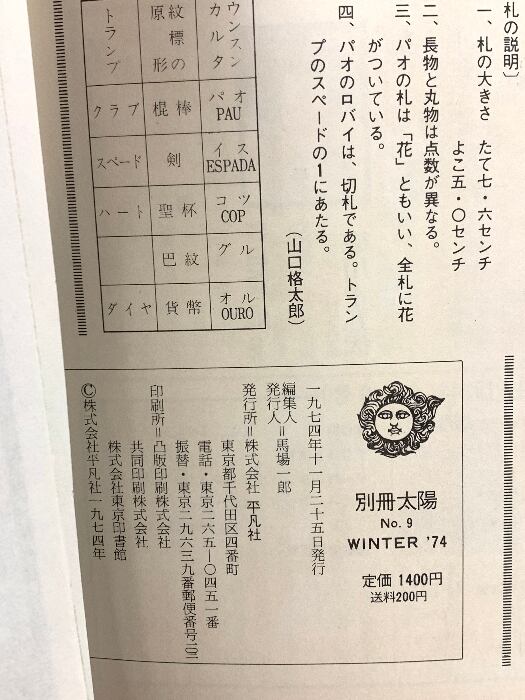 札の説明〕
一、札の大きさ　たて七・六センチ
よこ五・〇センチ
二、長物と丸物は点数が異なる。
三、パオの札は「花」ともいい、全札に花
がついている。
四、パオのロバイは、切札である。トラン
プのスペードの1にあたる。
（山口格太郎）
ウンスンカルタ
紋標の原形
トランプ
パオ PAU
棍棒
クラブ
イス ESPADA
剣
スペード
コツ COP
聖杯
ハート
グル
巴紋
オル OURO
貨幣
ダイヤ
別冊太陽
No. 9
WINTER '74
定価 1400円
送料200円
一九七四年十一月二十五日発行
編集人
発行人＝馬場一郎
発行所＝株式会社 平凡社
東京都千代田区四番町
電話・東京二六五―〇四五一番
振替・東京二九六三九番郵便番号一〇二
印刷所＝凸版印刷株式会社
共同印刷株式会社
株式会社東京印書館
©株式会社平凡社一九七四年